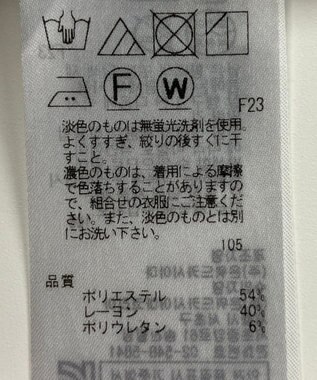 F
W
F23
淡色のものは無蛍光洗剤を使用。
よくすすぎ、絞りの後すぐに干
すこと。
濃色のものは、着用による摩擦
で色落ちすることがありますの
で、組合せの衣服にご注意くだ
さい。また、淡色のものとは別
にお洗い下さい。
105
品質
ポリエステル 54%
レーヨン 40%
ポリウレタン 6%